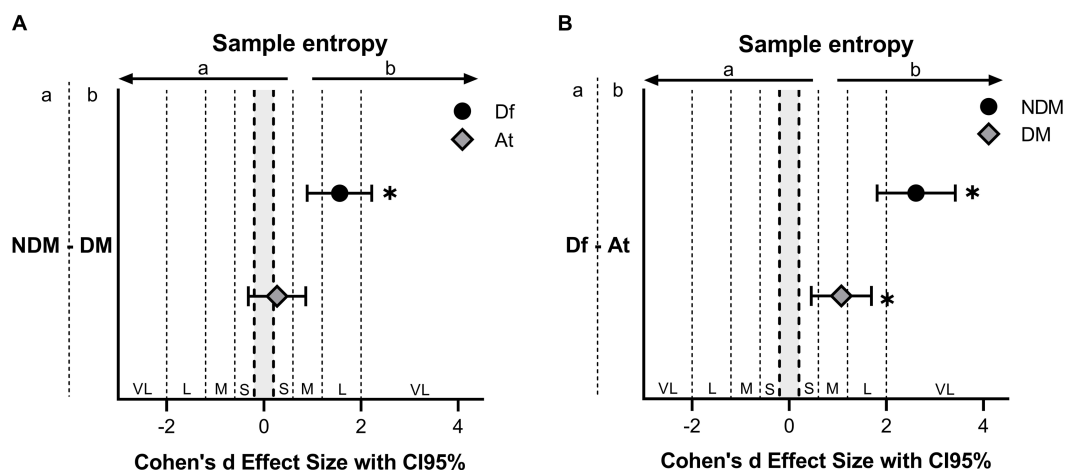 A
Sample entropy
a b
a b
Df
At
*
NDM - DM
VL L M S S M L VL
-2 0 2 4
Cohen's d Effect Size with CI95%
B
Sample entropy
a b
a b
NDM
DM
*
Df - At
*
VL L M S S M L VL
-2 0 2 4
Cohen's d Effect Size with CI95%